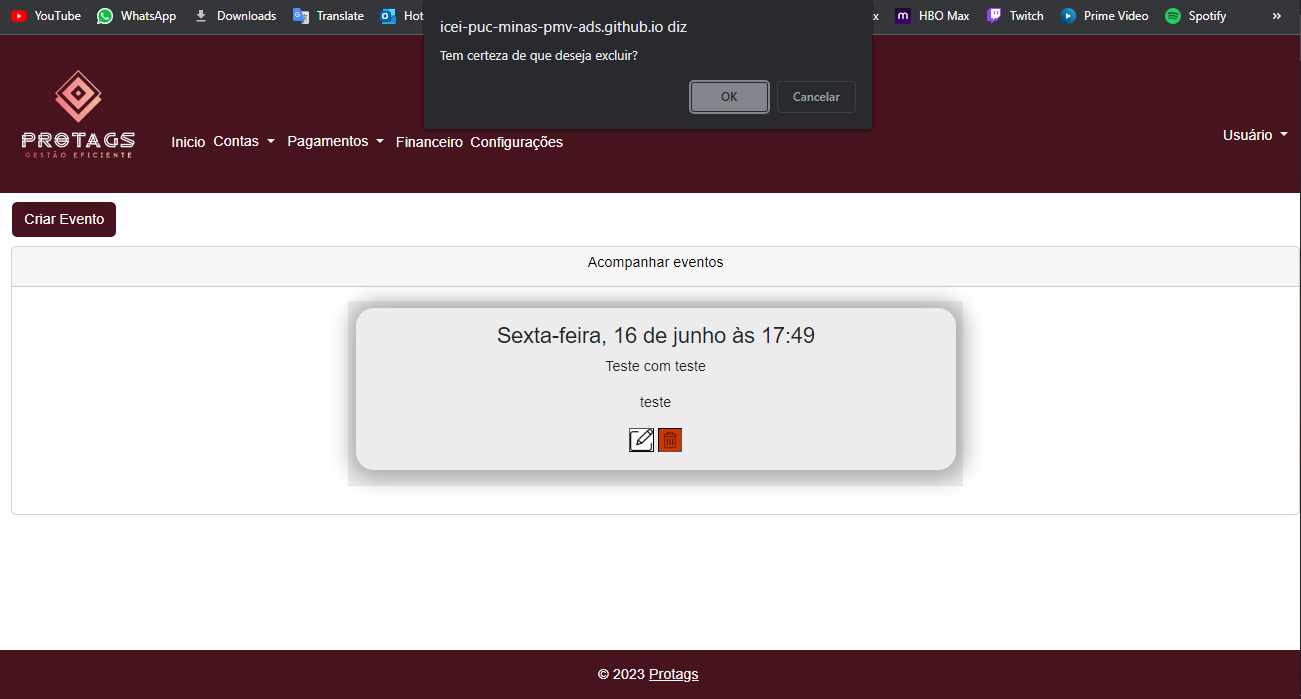 YouTube WhatsApp Downloads Translate Hot x HBO Max Twitch Prime Video Spotify »
icei-puc-minas-pmv-ads.github.io diz
Tem certeza de que deseja excluir?
OK Cancelar
PROTAGS
GESTÃO EFICIENTE
Inicio Contas Pagamentos Financeiro Configurações
Usuário
Criar Evento
Acompanhar eventos
Sexta-feira, 16 de junho às 17:49
Teste com teste
teste
© 2023 Protags